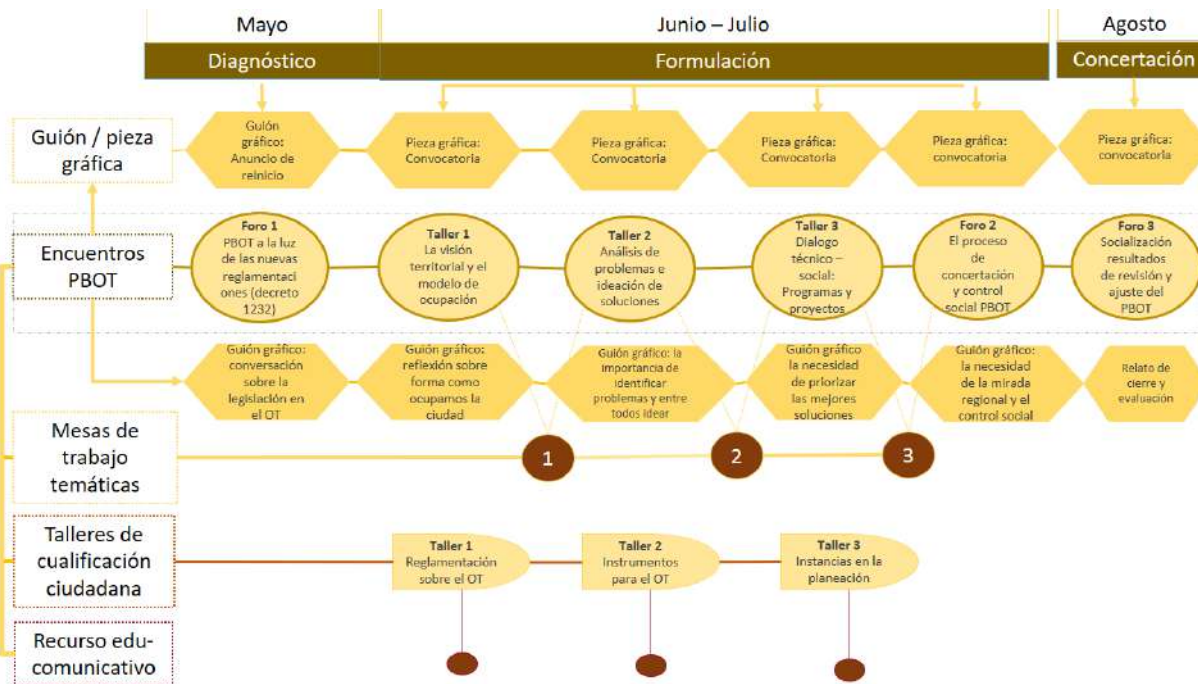 Mayo
Junio – Julio
Agosto
Diagnóstico
Formulación
Concertación
Guión / pieza
gráfica
Guión
gráfico:
Anuncio de
reinicio
Pieza gráfica:
Convocatoria
Pieza gráfica:
Convocatoria
Pieza gráfica:
Convocatoria
Pieza gráfica:
convocatoria
Pieza gráfica:
convocatoria
Encuentros
PBOT
Foro 1
PBOT a la luz
de las nuevas
reglamentaci
ones (decreto
1232)
Taller 1
La visión
territorial y el
modelo de
ocupación
Taller 2
Análisis de
problemas e
ideación de
soluciones
Taller 3
Dialogo
técnico –
social:
Programas y
proyectos
Foro 2
El proceso
de
concertación
y control
social PBOT
Foro 3
Socialización
resultados
de revisión y
ajuste del
PBOT
Guión gráfico:
conversación
sobre la
legislación en
el OT
Guión gráfico:
reflexión sobre
forma como
ocupamos la
ciudad
Guión gráfico: la
importancia de
identificar
problemas y entre
todos idear
Guión gráfico
la necesidad
de priorizar
las mejores
soluciones
Guión gráfico:
la necesidad
de la mirada
regional y el
control social
Relato de
cierre y
evaluación
Mesas de
trabajo
temáticas
1
2
3
Talleres de
cualificación
ciudadana
Taller 1
Reglamentación
sobre el OT
Taller 2
Instrumentos
para el OT
Taller 3
Instancias en la
planeación
Recurso edu-
comunicativo